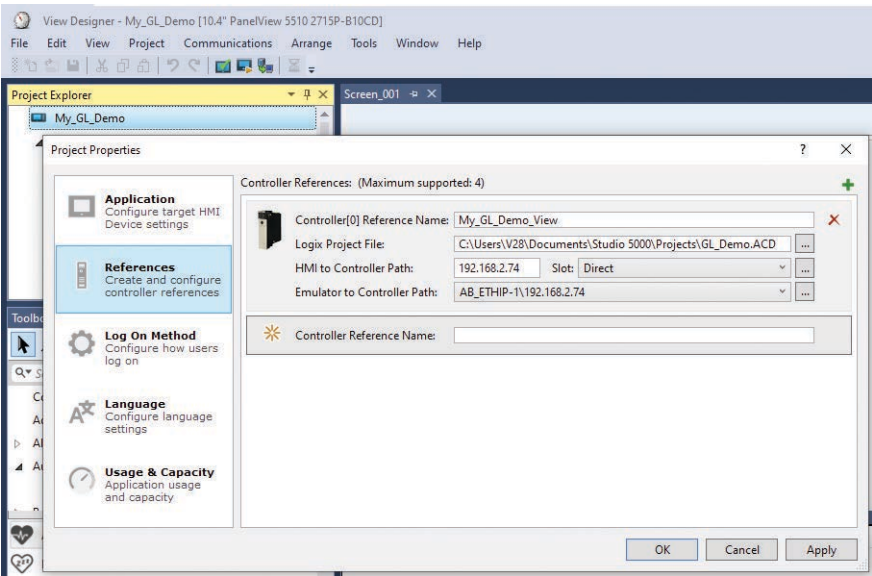 View Designer - My_GL_Demo [10.4" PanelView 5510 2715P-B10CD]
File Edit View Project Communications Arrange Tools Window Help
Project Explorer
Screen_001
My_GL_Demo
Project Properties
?
Application
Configure target HMI
Device settings
References
Create and configure
controller references
Log On Method
Configure how users
log on
Language
Configure language
settings
Usage & Capacity
Application usage
and capacity
Controller References: (Maximum supported: 4)
Controller[0] Reference Name: My_GL_Demo_View
Logix Project File: C:\Users\V28\Documents\Studio 5000\Projects\GL_Demo.ACD ...
HMI to Controller Path: 192.168.2.74 Slot: Direct ...
Emulator to Controller Path: AB_ETHIP-1\192.168.2.74 ...
Controller Reference Name:
Toolb
OK Cancel Apply